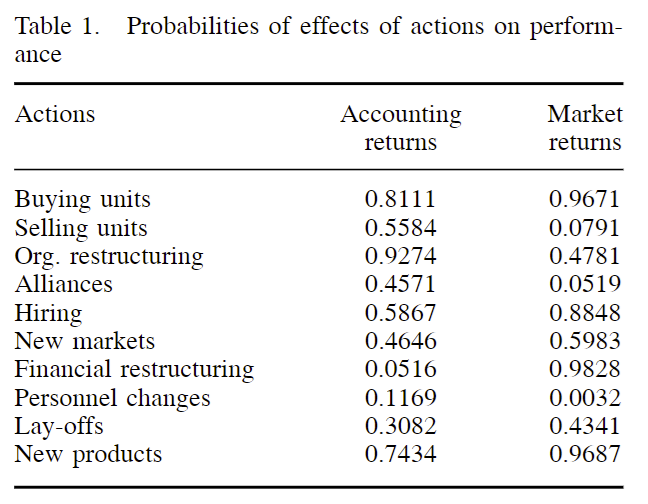 Table 1. Probabilities of effects of actions on perform-
ance
Actions Accounting returns Market returns
Buying units 0.8111 0.9671
Selling units 0.5584 0.0791
Org. restructuring 0.9274 0.4781
Alliances 0.4571 0.0519
Hiring 0.5867 0.8848
New markets 0.4646 0.5983
Financial restructuring 0.0516 0.9828
Personnel changes 0.1169 0.0032
Lay-offs 0.3082 0.4341
New products 0.7434 0.9687